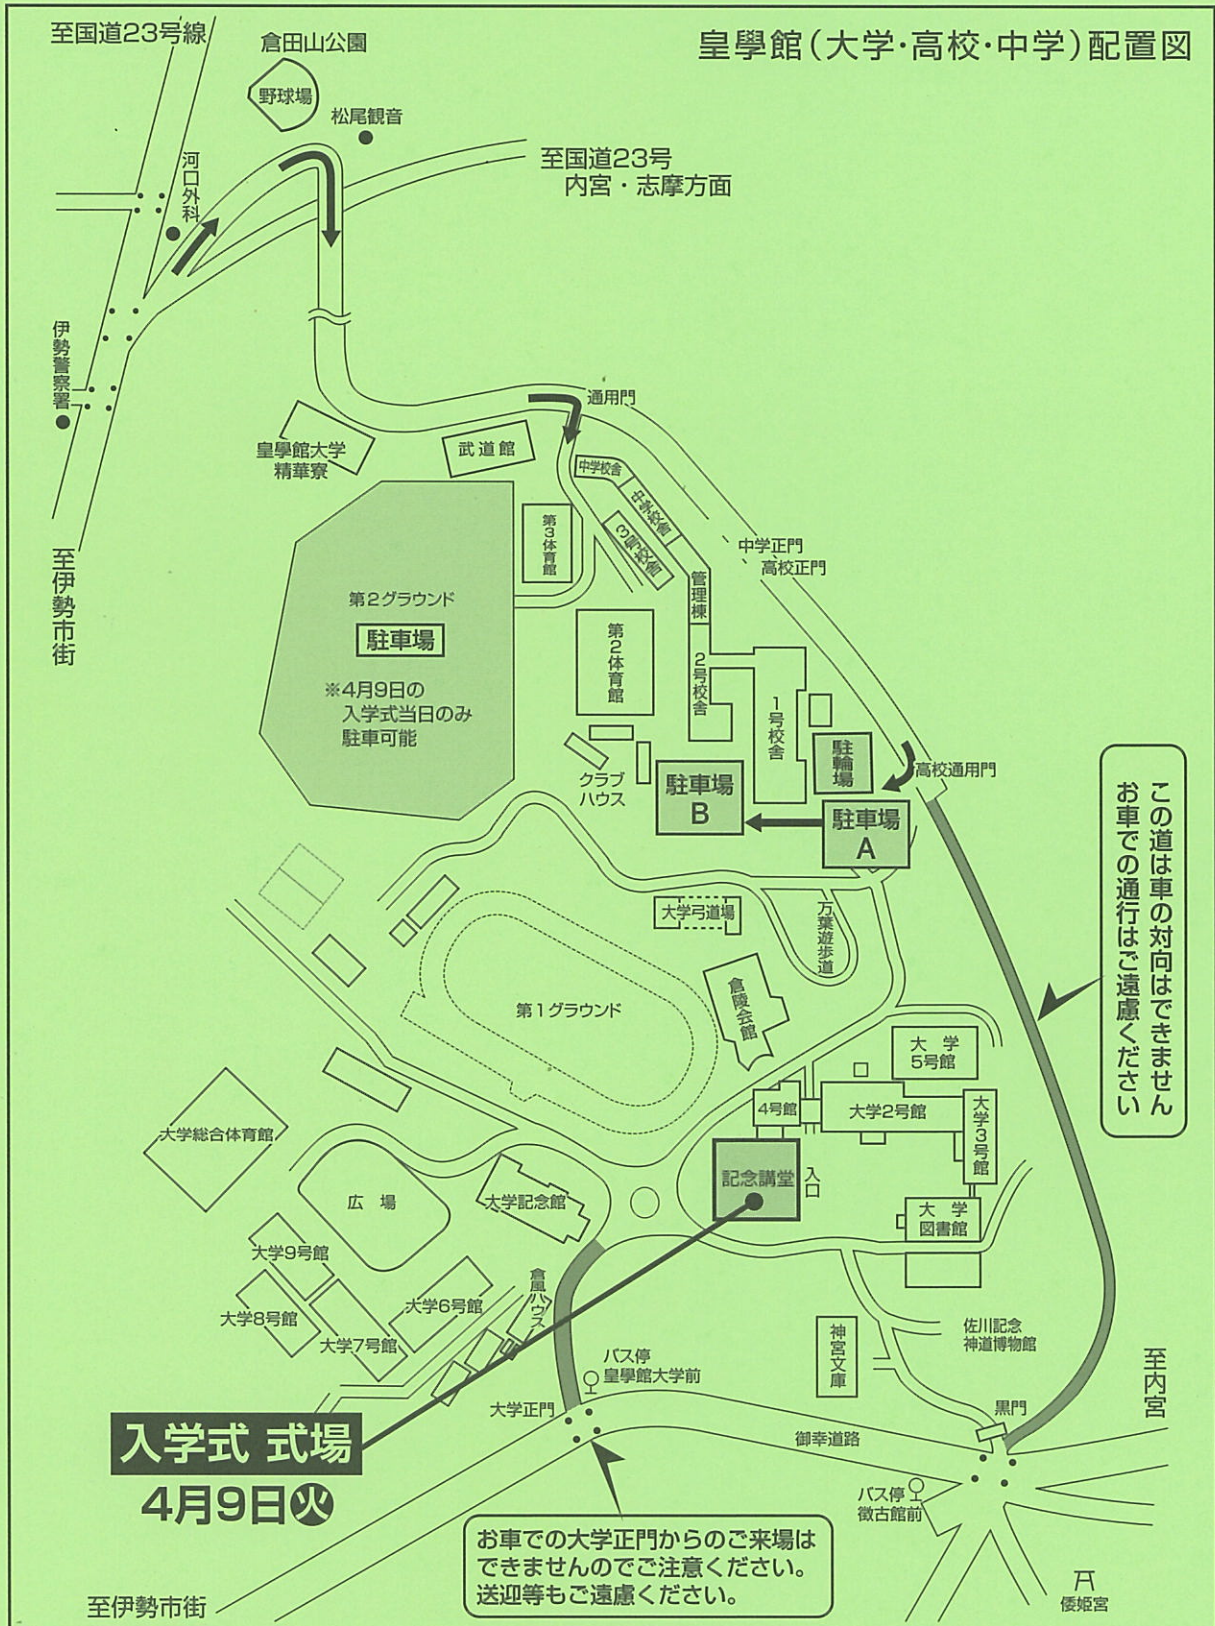 皇學館(大学・高校・中学)配置図
至国道23号線
倉田山公園
野球場
松尾観音
河口外科
至国道23号
内宮・志摩方面
伊勢警察署
至伊勢市街
通用門
皇學館大学
精華寮
武道館
中学校舎
中学校舎
3号校舎
第3体育館
中学正門
高校正門
管理棟
第2グラウンド
駐車場
※4月9日の
入学式当日のみ
駐車可能
第2体育館
2号校舎
1号校舎
駐輪場
高校通用門
クラブ
ハウス
駐車場
B
駐車場
A
この道は車の対向はできません
お車での通行はご遠慮ください
大学弓道場
万葉遊歩道
倉陵会館
第1グラウンド
大学
5号館
4号館
大学2号館
大学3号館
大学総合体育館
記念講堂
入口
広場
大学記念館
大学
図書館
大学9号館
大学8号館
大学7号館
大学6号館
倉風ハウス
神宮文庫
佐川記念
神道博物館
バス停
皇學館大学前
大学正門
至内宮
黒門
御幸道路
入学式 式場
4月9日火
バス停
徴古館前
お車での大学正門からのご来場は
できませんのでご注意ください。
送迎等もご遠慮ください。
至伊勢市街
倭姫宮